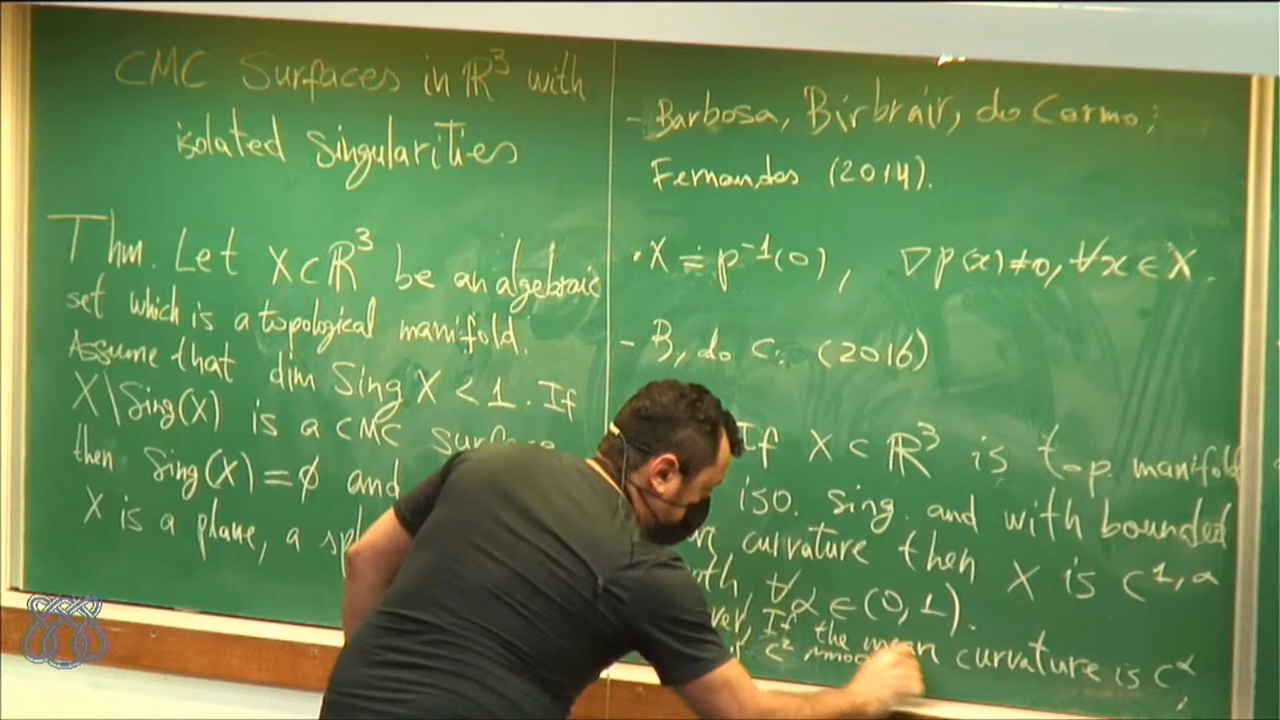 CMC Surfaces in ℝ³ with
isolated Singularities
Thm. Let X⊂ℝ³ be an algebraic
set which is a topological manifold.
Assume that dim Sing X < 1. If
X\Sing(X) is a CMC surface
then Sing(X) = ∅ and
X is a plane, a
- Barbosa, Birbrair, do Carmo;
Fernandes (2014).
• X = p⁻¹(0), ∇p(x)≠0, ∀x ∈ X.
- B, do C. (2016)
If X ⊂ ℝ³ is top. manifold
iso. sing. and with bounded
curvature then X is C^{1,α}
∀α ∈ (0,1).
If the mean curvature is C^α,
C²